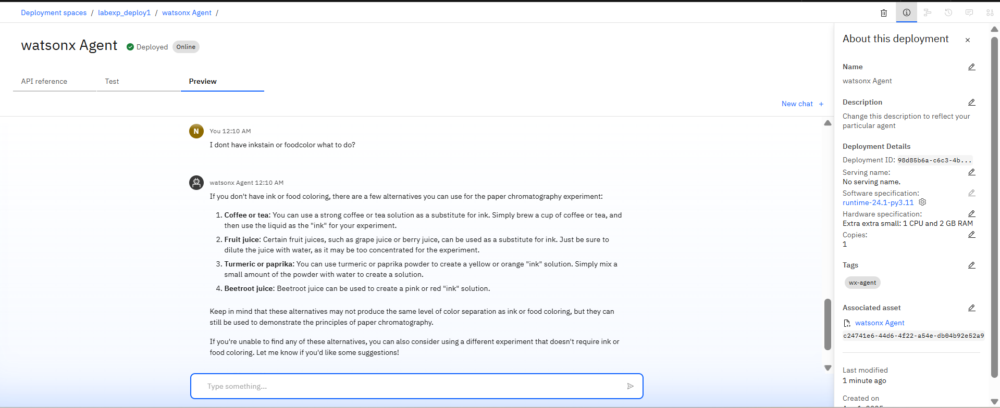 Deployment spaces / labexp_deploy1 / watsonx Agent /
watsonx Agent Deployed Online
API reference Test Preview
New chat +
N You 12:10 AM
I dont have inkstain or foodcolor what to do?
watsonx Agent 12:10 AM
If you don't have ink or food coloring, there are a few alternatives you can use for the paper chromatography experiment:
1. Coffee or tea: You can use a strong coffee or tea solution as a substitute for ink. Simply brew a cup of coffee or tea, and
then use the liquid as the "ink" for your experiment.
2. Fruit juice: Certain fruit juices, such as grape juice or berry juice, can be used as a substitute for ink. Just be sure to
dilute the juice with water, as it may be too concentrated for the experiment.
3. Turmeric or paprika: You can use turmeric or paprika powder to create a yellow or orange "ink" solution. Simply mix a
small amount of the powder with water to create a solution.
4. Beetroot juice: Beetroot juice can be used to create a pink or red "ink" solution.
Keep in mind that these alternatives may not produce the same level of color separation as ink or food coloring, but they can
still be used to demonstrate the principles of paper chromatography.
If you're unable to find any of these alternatives, you can also consider using a different experiment that doesn't require ink or
food coloring. Let me know if you'd like some suggestions!
Type something...
About this deployment
Name
watsonx Agent
Description
Change this description to reflect your
particular agent
Deployment Details
Deployment ID: 98d85b6a-c6c3-4b...
Serving name:
No serving name.
Software specification:
runtime-24.1-py3.11
Hardware specification:
Extra extra small: 1 CPU and 2 GB RAM
Copies:
1
Tags
wx-agent
Associated asset
watsonx Agent
c24741e6-44d6-4f22-a54e-db04b92e52a9
Last modified
1 minute ago
Created on